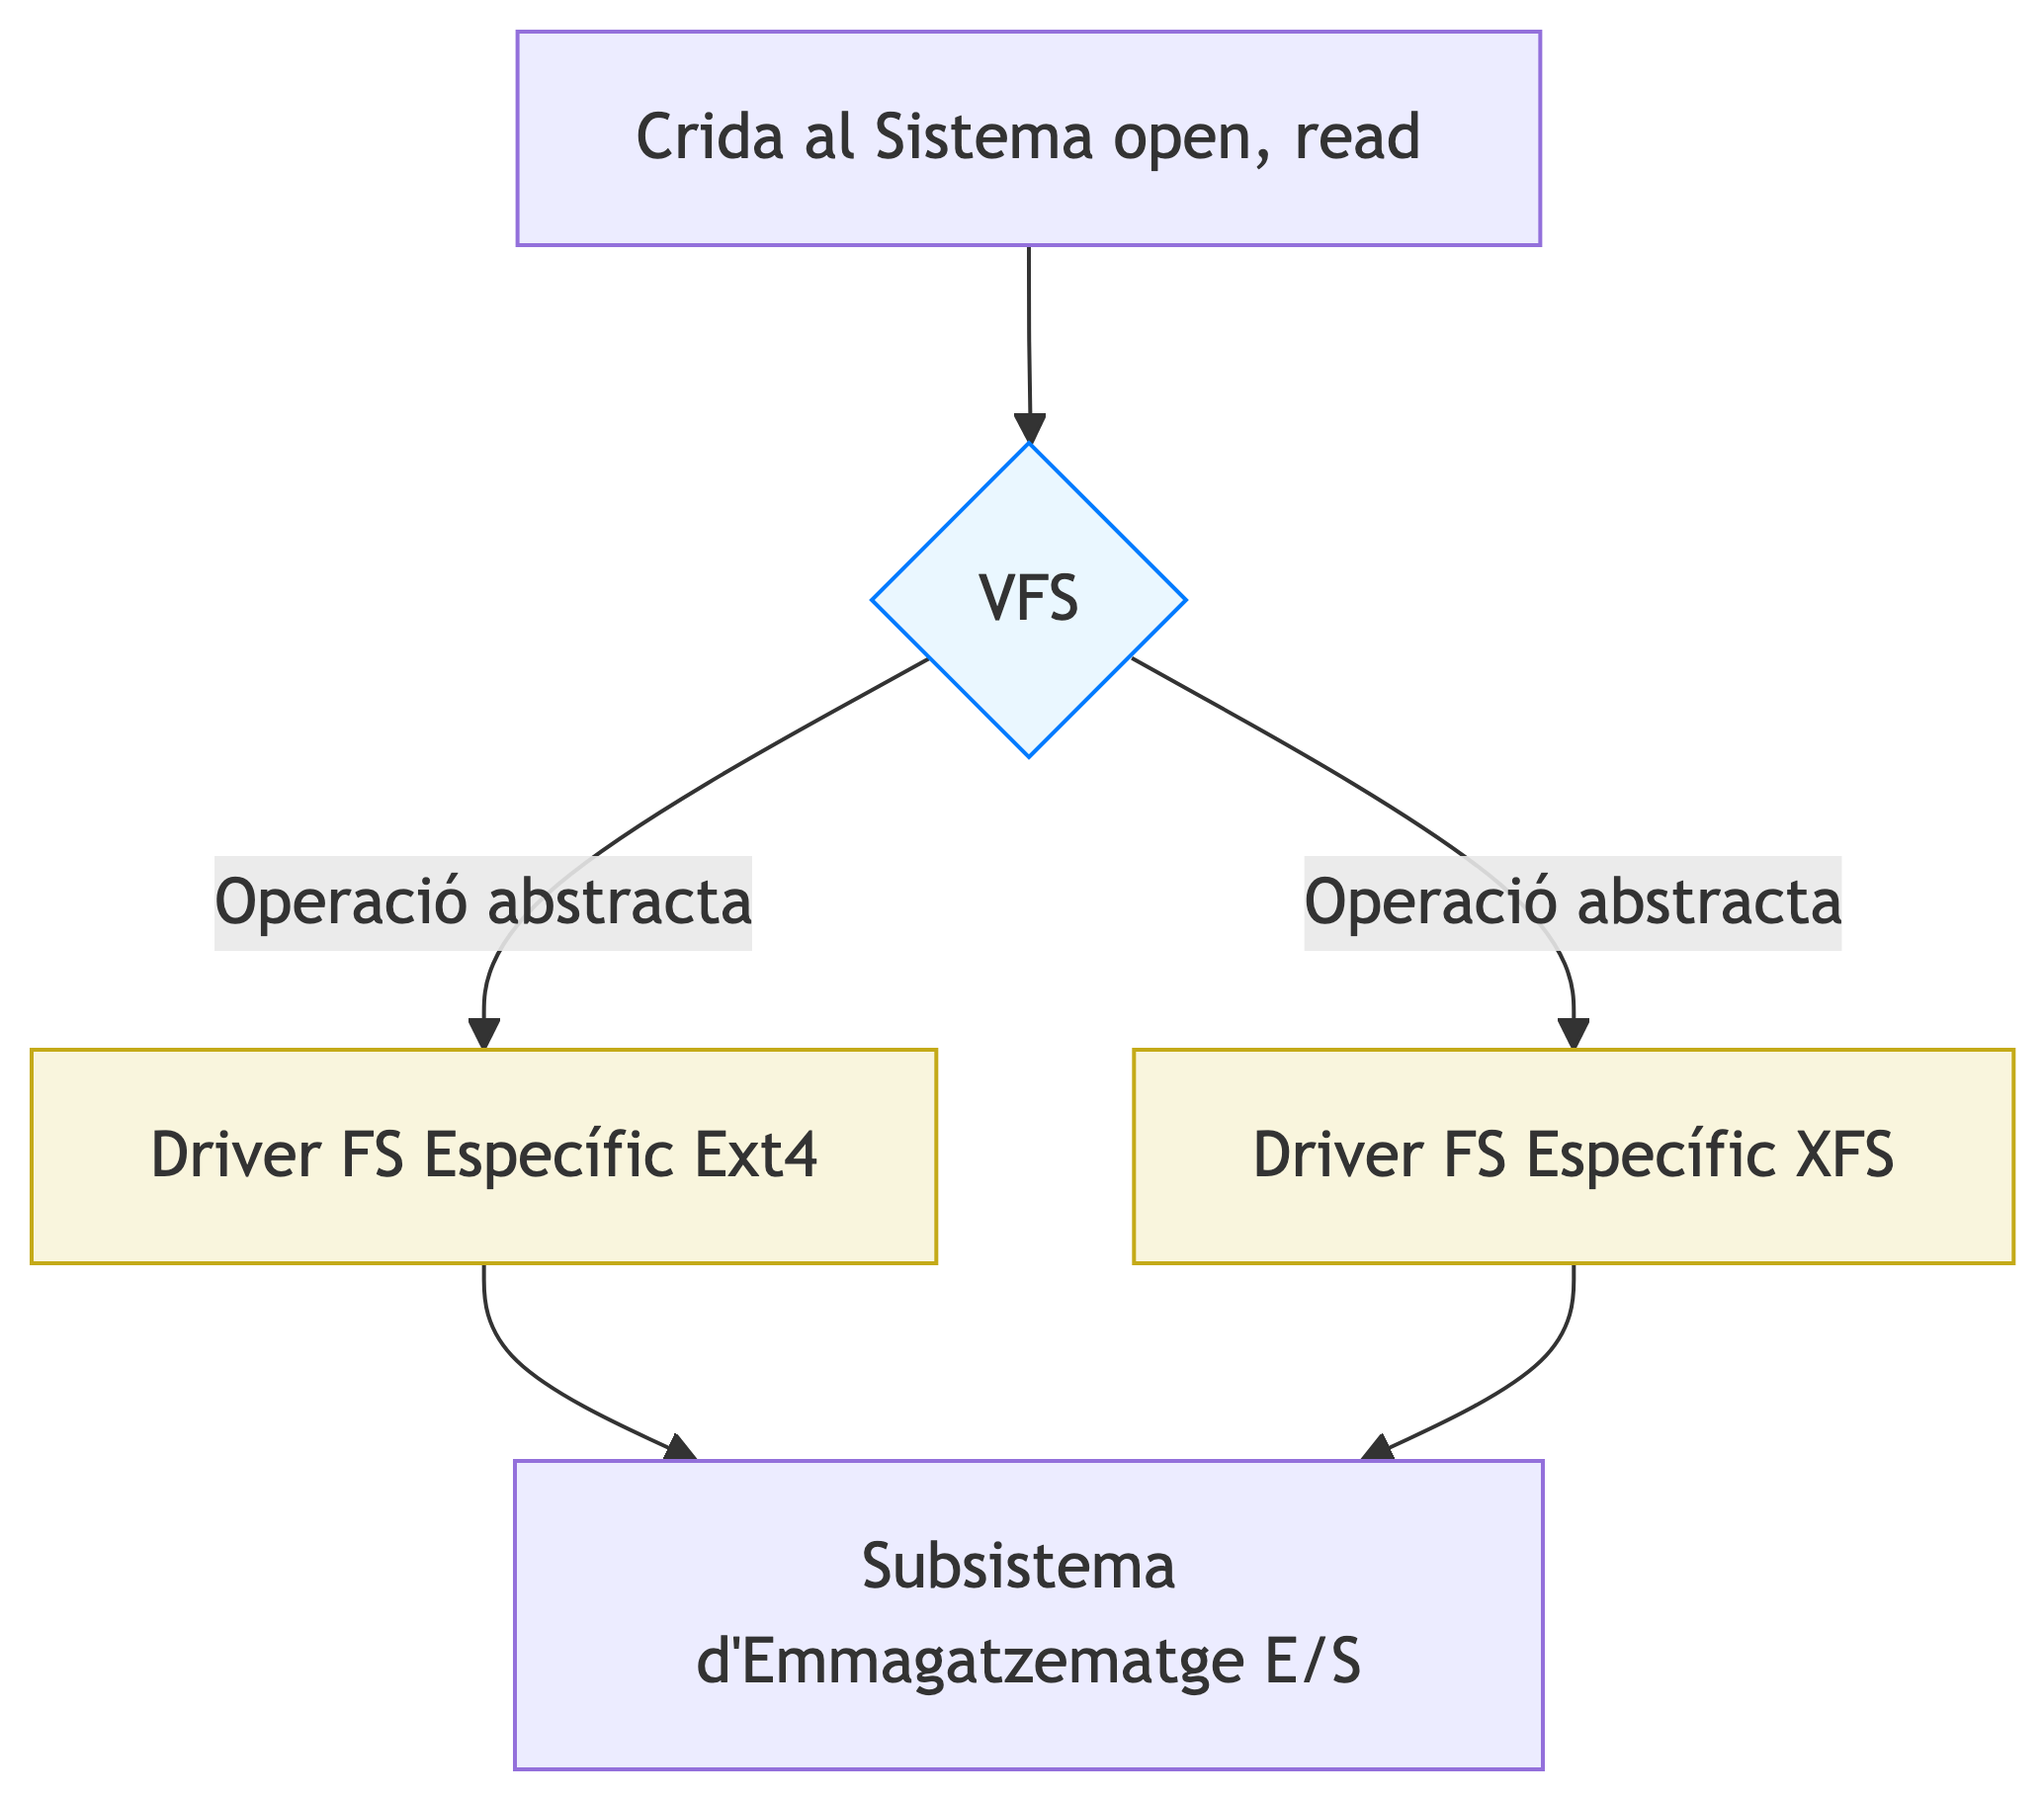 Crida al Sistema open, read
VFS
Operació abstracta
Operació abstracta
Driver FS Específic Ext4
Driver FS Específic XFS
Subsistema
d'Emmagatzematge E/S